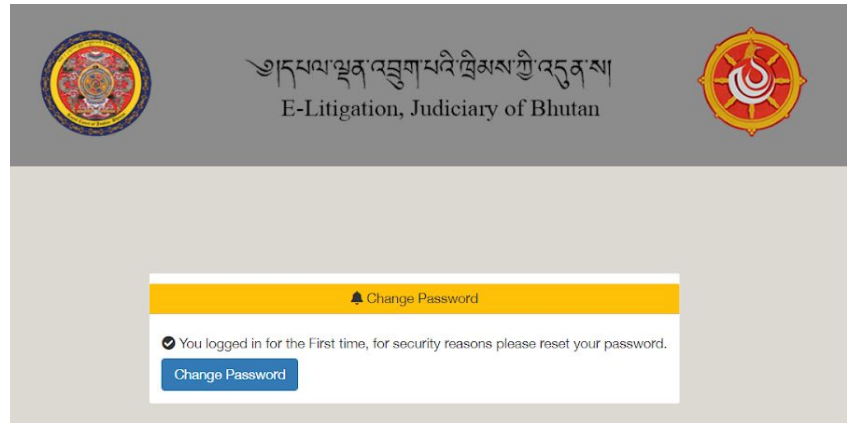 ༄།དཔལ་ལྡན་འབྲུག་པའི་ཁྲིམས་ཀྱི་འདུན་ས།
E-Litigation, Judiciary of Bhutan
Change Password
You logged in for the First time, for security reasons please reset your password.
Change Password